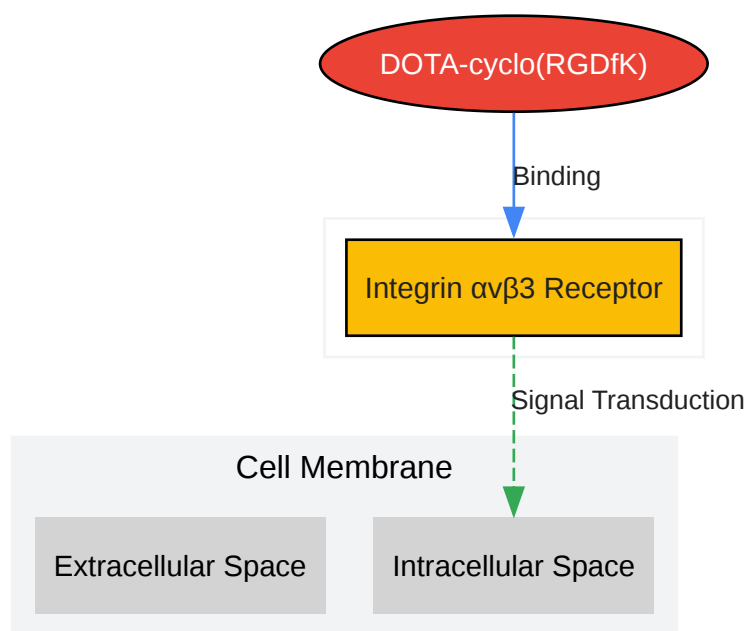 DOTA-cyclo(RGDfK)
Binding
Integrin αvβ3 Receptor
Signal Transduction
Cell Membrane
Extracellular Space
Intracellular Space